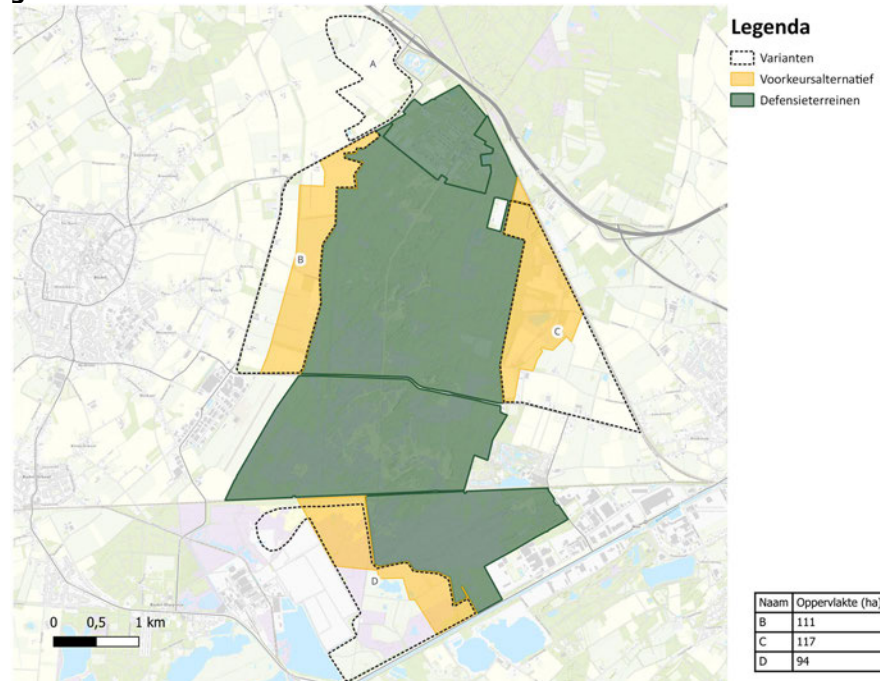 Legenda
Varianten
Voorkeursalternatief
Defensieterreinen
A
B
C
D
0 0,5 1 km
Naam Oppervlakte (ha)
B 111
C 117
D 94